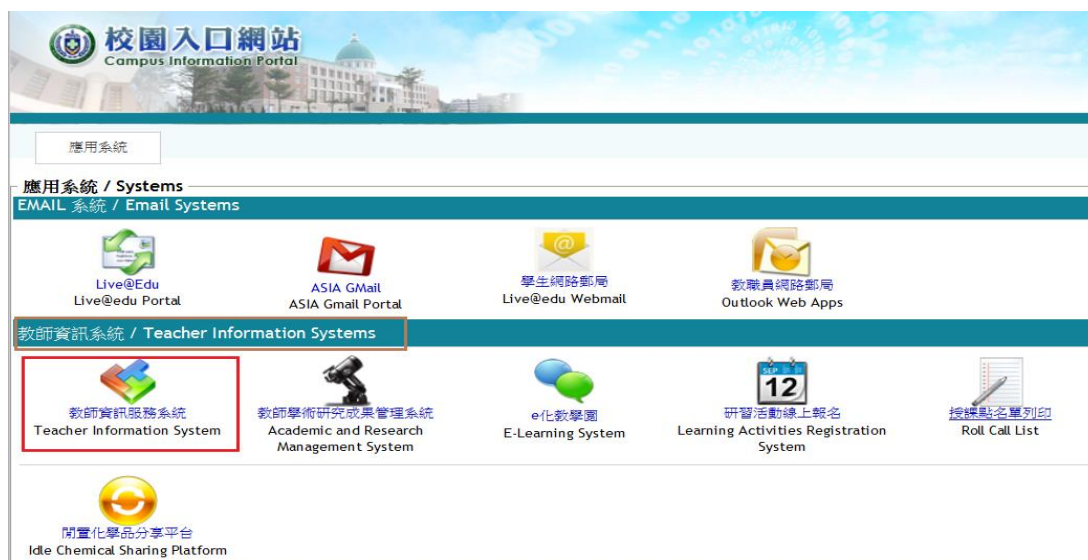 校園入口網站
Campus Information Portal
應用系統
應用系統 / Systems
EMAIL 系統 / Email Systems
Live@Edu
Live@edu Portal
ASIA GMail
ASIA Gmail Portal
學生網路郵局
Live@edu Webmail
教職員網路郵局
Outlook Web Apps
教師資訊系統 / Teacher Information Systems
教師資訊服務系統
Teacher Information System
教師學術研究成果管理系統
Academic and Research
Management System
e化教學園
E-Learning System
SEP
12
研習活動線上報名
Learning Activities Registration
System
授課點名單列印
Roll Call List
閒置化學品分享平台
Idle Chemical Sharing Platform